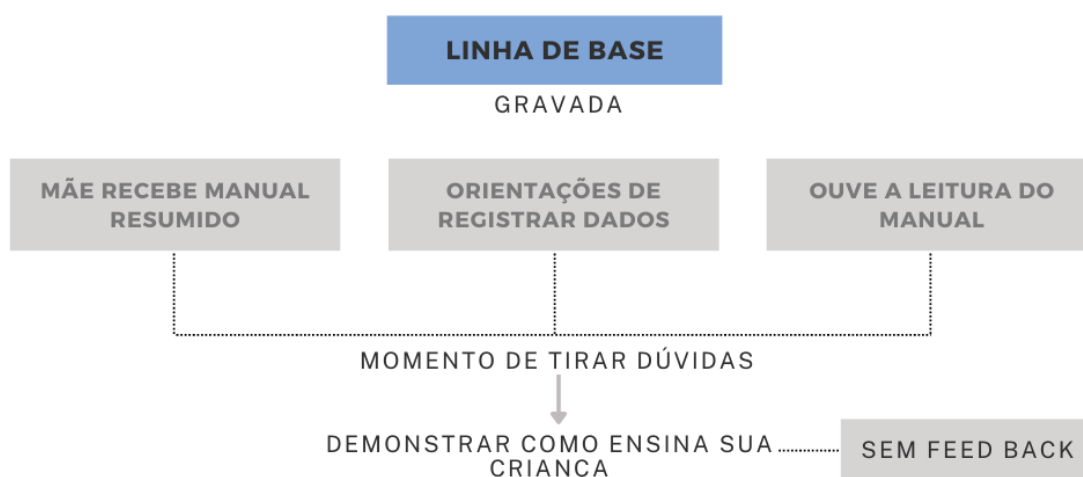 LINHA DE BASE
GRAVADA
MÃE RECEBE MANUAL
RESUMIDO
ORIENTAÇÕES DE
REGISTRAR DADOS
OUVE A LEITURA DO
MANUAL
MOMENTO DE TIRAR DÚVIDAS
DEMONSTRAR COMO ENSINA SUA
CRIANCA
SEM FEED BACK